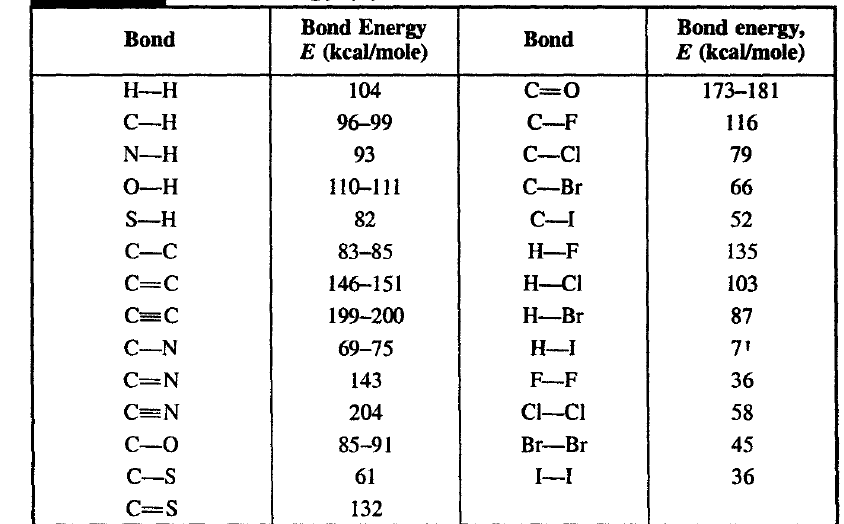 Bond Bond Energy E (kcal/mole) Bond Bond energy, E (kcal/mole)
H—H 104 C=O 173–181
C—H 96–99 C—F 116
N—H 93 C—Cl 79
O—H 110–111 C—Br 66
S—H 82 C—I 52
C—C 83–85 H—F 135
C=C 146–151 H—Cl 103
C≡C 199–200 H—Br 87
C—N 69–75 H—I 71
C=N 143 F—F 36
C≡N 204 Cl—Cl 58
C—O 85–91 Br—Br 45
C—S 61 I—I 36
C=S 132